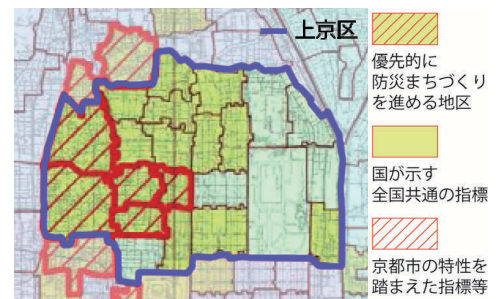 上京区
優先的に
防災まちづくり
を進める地区
国が示す
全国共通の指標
京都市の特性を
踏まえた指標等